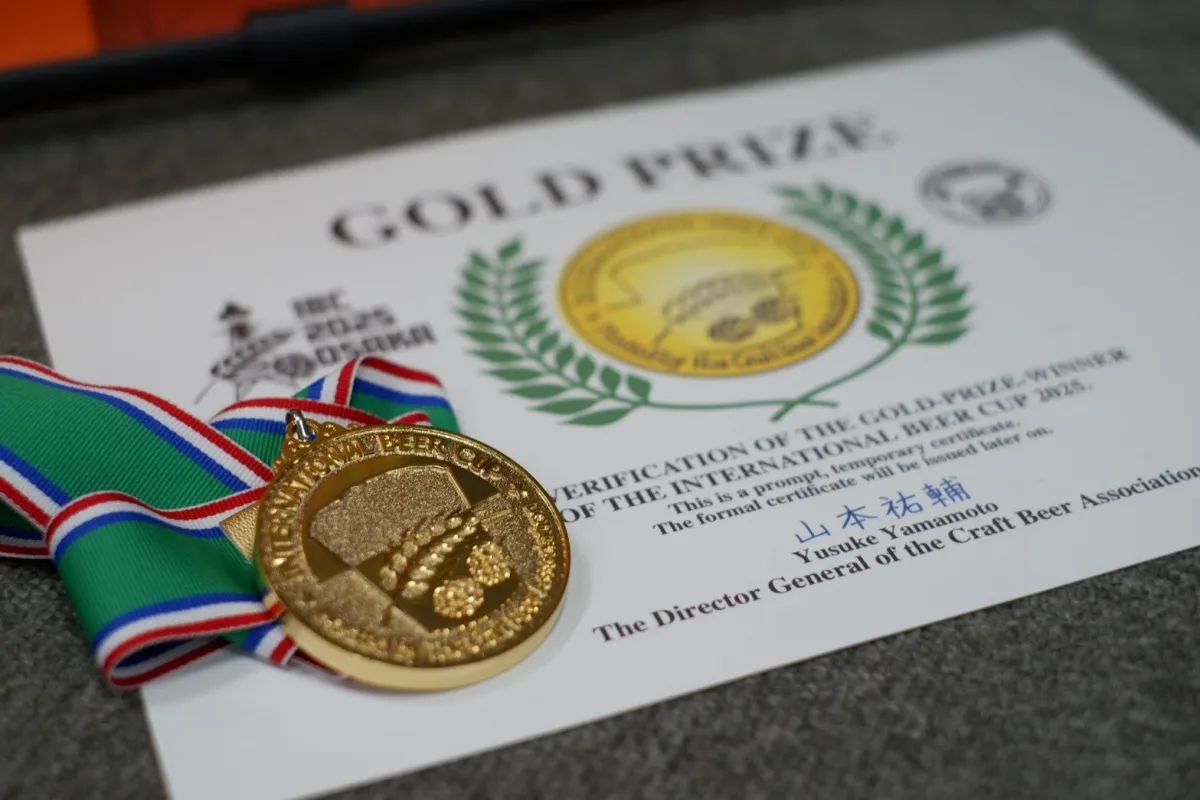 GOLD PRIZE
IBC
2025
OSAKA
VERIFICATION OF THE GOLD-PRIZE-WINNER
OF THE INTERNATIONAL BEER CUP 2025.
This is a prompt, temporary certificate.
The formal certificate will be issued later on.
山本祐輔
Yusuke Yamamoto
The Director General of the Craft Beer Association
INTERNATIONAL BEER CUP